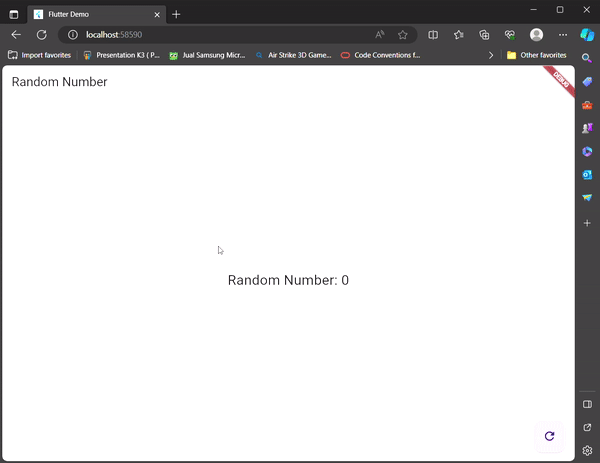 Flutter Demo
localhost:58590
Import favorites
Presentation K3 ( P...
Jual Samsung Micr...
Air Strike 3D Game...
Code Conventions f...
Other favorites
Random Number
DEBUG
Random Number: 0